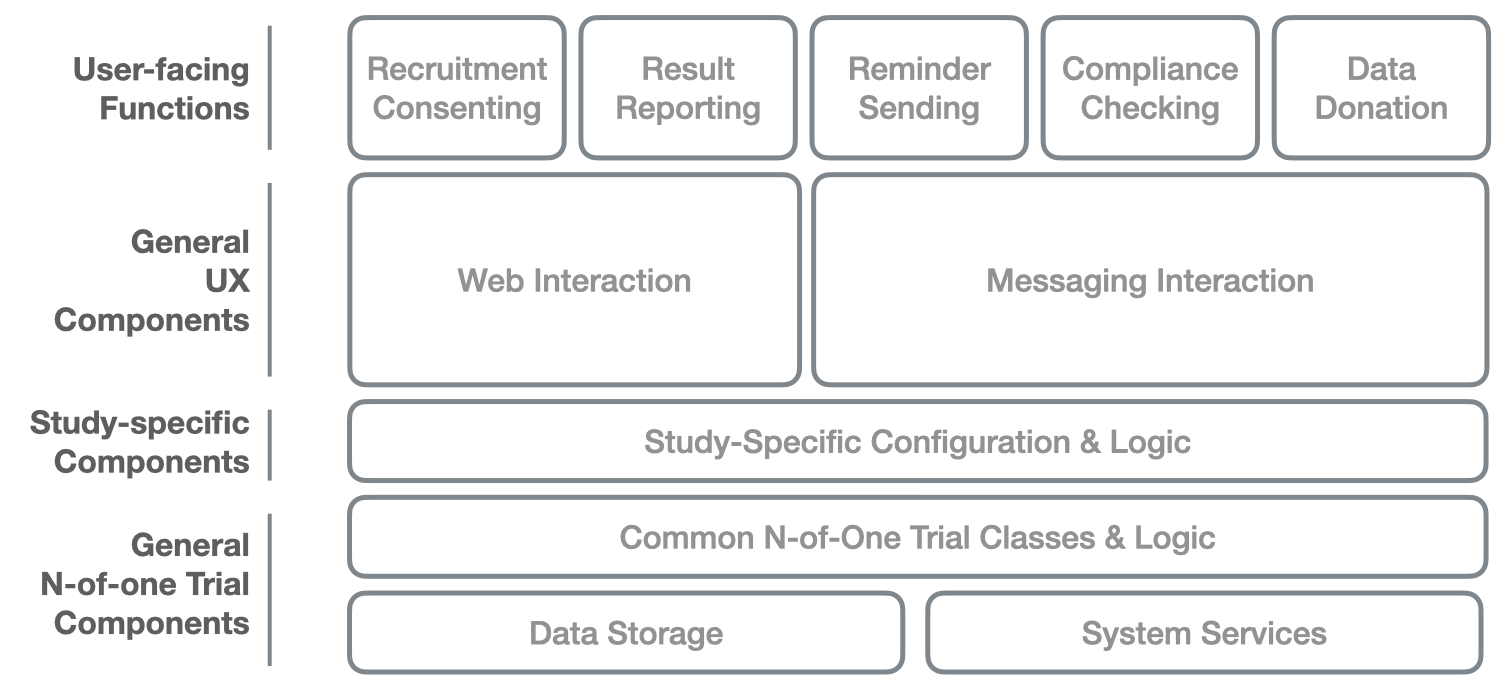 User-facing
Functions
Recruitment
Consenting
Result
Reporting
Reminder
Sending
Compliance
Checking
Data
Donation
General
UX
Components
Web Interaction
Messaging Interaction
Study-specific
Components
Study-Specific Configuration & Logic
General
N-of-one Trial
Components
Common N-of-One Trial Classes & Logic
Data Storage
System Services